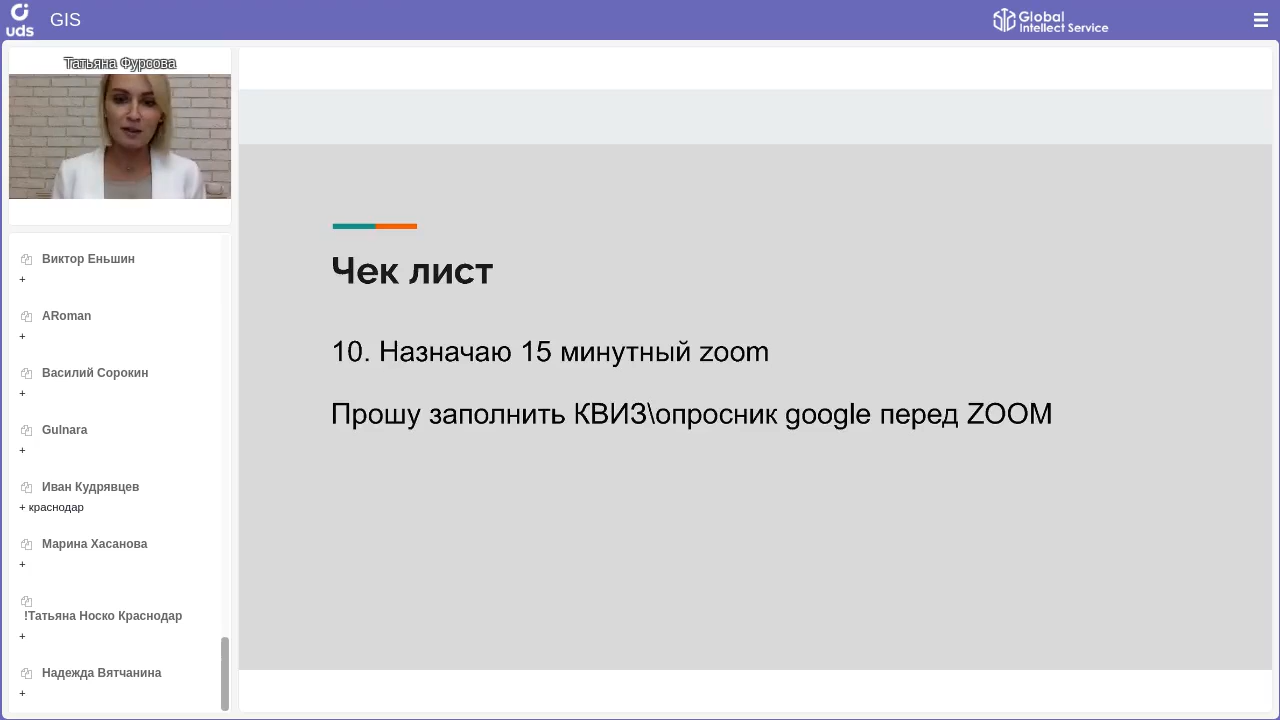 uds
GIS
Global
Intellect Service
Татьяна Фурсова
Виктор Еньшин
+
ARoman
+
Василий Сорокин
+
Gulnara
+
Иван Кудрявцев
+ краснодар
Марина Хасанова
+
!Татьяна Носко Краснодар
+
Надежда Вятчанина
+
Чек лист
10. Назначаю 15 минутный zoom
Прошу заполнить КВИЗ\опросник google перед ZOOM